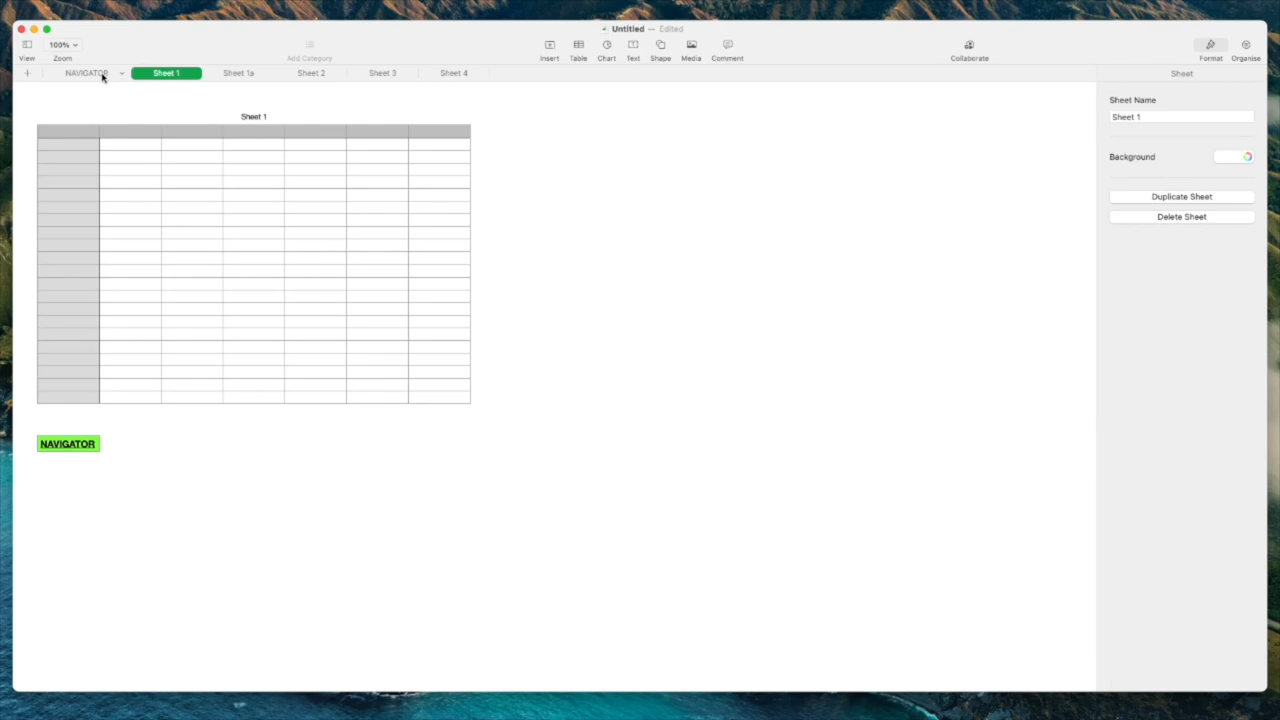 Untitled — Edited
100%
View Zoom Add Category Insert Table Chart Text Shape Media Comment Collaborate Format Organise
NAVIGATOR Sheet 1 Sheet 1a Sheet 2 Sheet 3 Sheet 4 Sheet
Sheet Name
Sheet 1
Sheet 1
Background
Duplicate Sheet
Delete Sheet
NAVIGATOR